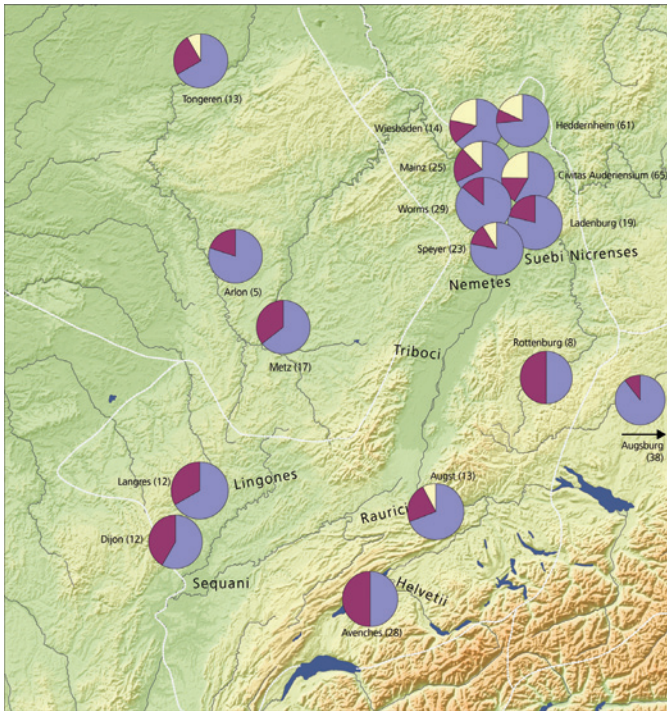 Tongeren (13)
Wiesbaden (14)
Heddernheim (61)
Mainz (25)
Civitas Auderiensium (65)
Worms (29)
Ladenburg (19)
Speyer (23)
Suebi Nicrenses
Nemetes
Arlon (5)
Metz (17)
Triboci
Rottenburg (8)
Augsburg
(38)
Langres (12)
Lingones
Augst (13)
Raurici
Dijon (12)
Sequani
Helvetii
Avenches (28)